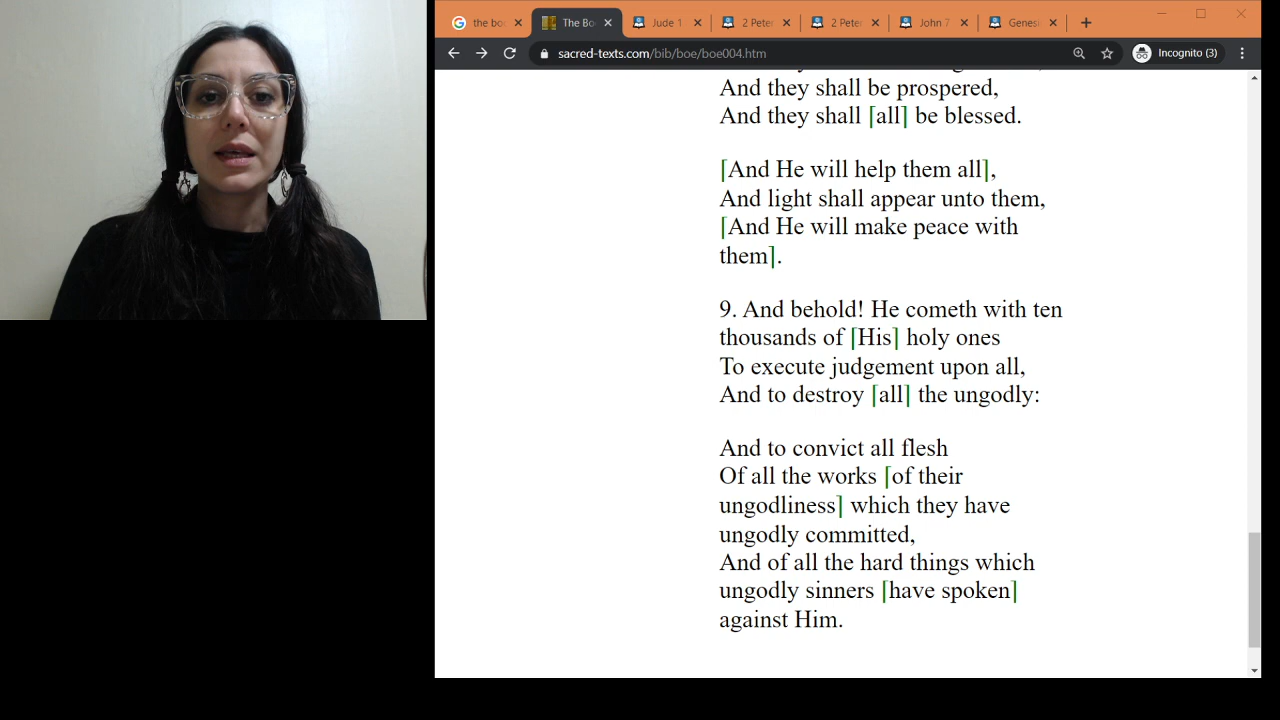 the bo
The Bo
Jude 1
2 Peter
2 Peter
John 7
Genesi
sacred-texts.com/bib/boe/boe004.htm
Incognito (3)
And they shall be prospered,
And they shall ⌈all⌉ be blessed.
⌈And He will help them all⌉,
And light shall appear unto them,
⌈And He will make peace with
them⌉.
9. And behold! He cometh with ten
thousands of ⌈His⌉ holy ones
To execute judgement upon all,
And to destroy ⌈all⌉ the ungodly:
And to convict all flesh
Of all the works ⌈of their
ungodliness⌉ which they have
ungodly committed,
And of all the hard things which
ungodly sinners ⌈have spoken⌉
against Him.